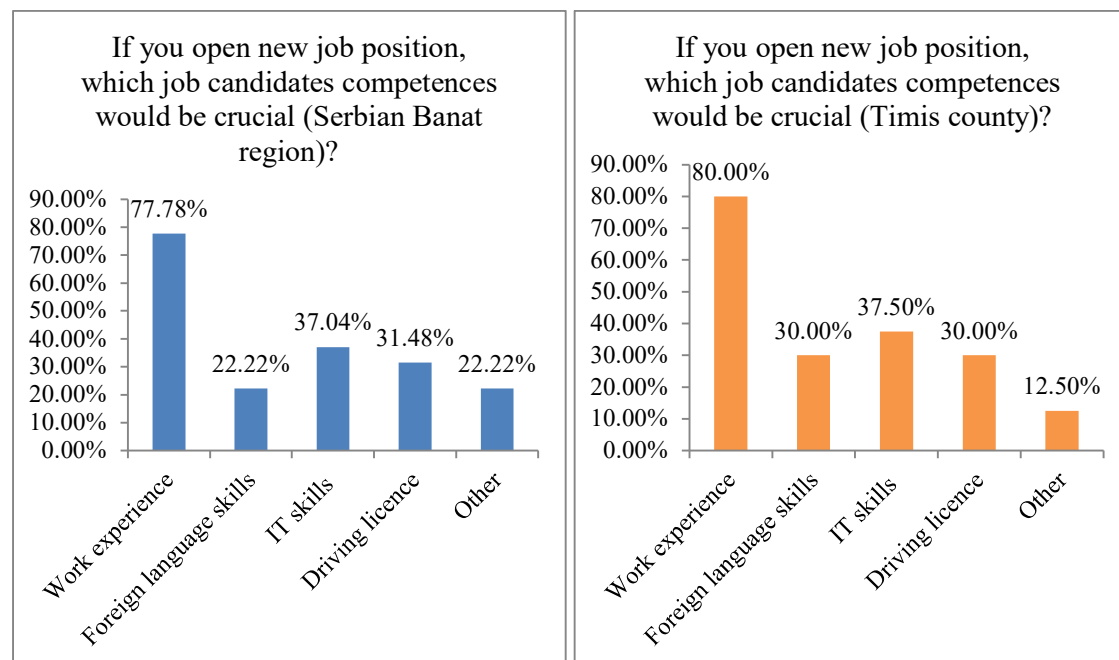 If you open new job position,
which job candidates competences
would be crucial (Serbian Banat
region)?
90.00%
80.00%
70.00%
60.00%
50.00%
40.00%
30.00%
20.00%
10.00%
0.00%
77.78%
22.22%
37.04%
31.48%
22.22%
Work experience
Foreign language skills
IT skills
Driving licence
Other
If you open new job position,
which job candidates competences
would be crucial (Timis county)?
90.00%
80.00%
70.00%
60.00%
50.00%
40.00%
30.00%
20.00%
10.00%
0.00%
80.00%
30.00%
37.50%
30.00%
12.50%
Work experience
Foreign language skills
IT skills
Driving licence
Other